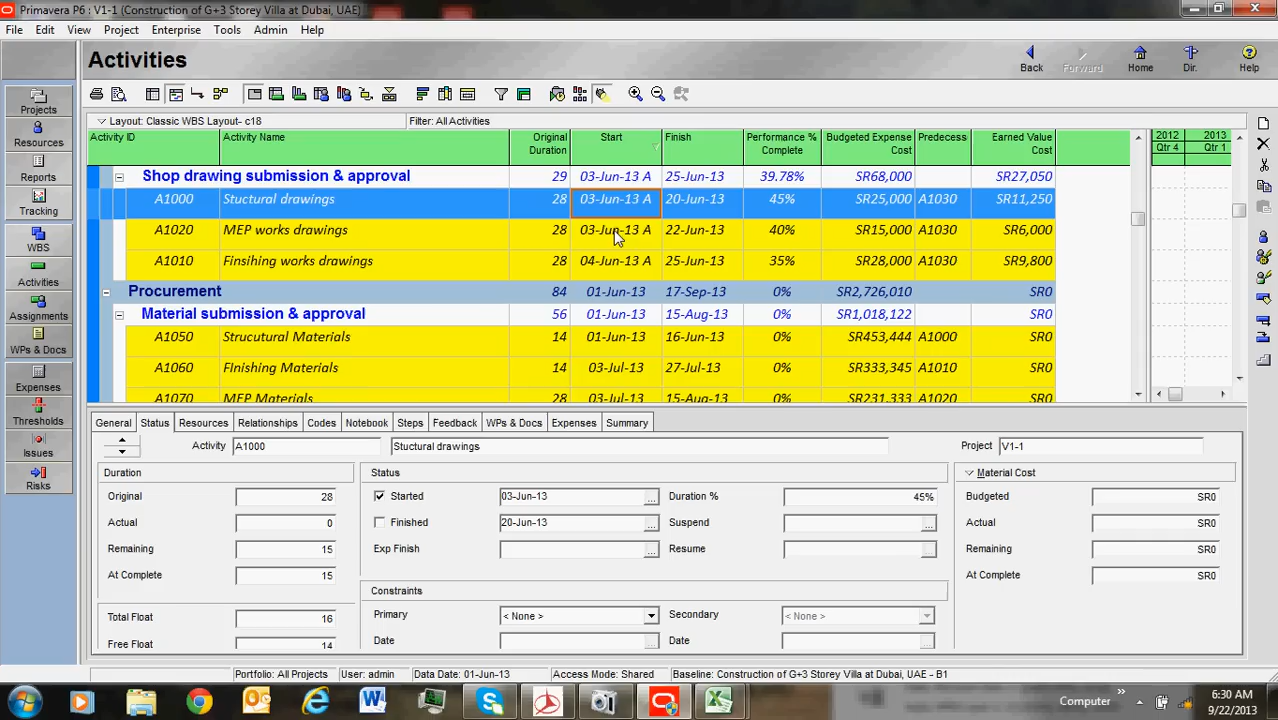 Primavera P6 : V1-1 (Construction of G+3 Storey Villa at Dubai, UAE)
File Edit View Project Enterprise Tools Admin Help
Activities
Back Forward Home Dir. Help
Layout: Classic WBS Layout- c18 Filter: All Activities
Activity ID Activity Name Original Duration Start Finish Performance % Complete Budgeted Expense Cost Predecess Earned Value Cost 2012 2013
Qtr 4 Qtr 1
Shop drawing submission & approval 29 03-Jun-13 A 25-Jun-13 39.78% SR68,000 SR27,050
A1000 Stuctural drawings 28 03-Jun-13 A 20-Jun-13 45% SR25,000 A1030 SR11,250
A1020 MEP works drawings 28 03-Jun-13 A 22-Jun-13 40% SR15,000 A1030 SR6,000
A1010 Finsihing works drawings 28 04-Jun-13 A 25-Jun-13 35% SR28,000 A1030 SR9,800
Procurement 84 01-Jun-13 17-Sep-13 0% SR2,726,010 SR0
Material submission & approval 56 01-Jun-13 15-Aug-13 0% SR1,018,122 SR0
A1050 Strucutural Materials 14 01-Jun-13 16-Jun-13 0% SR453,444 A1000 SR0
A1060 FInishing Materials 14 03-Jul-13 27-Jul-13 0% SR333,345 A1010 SR0
A1070 MEP Materials 28 03-Jul-13 15-Aug-13 0% SR231,333 A1020 SR0
Projects
Resources
Reports
Tracking
WBS
Activities
Assignments
WPs & Docs
Expenses
Thresholds
Issues
Risks
General Status Resources Relationships Codes Notebook Steps Feedback WPs & Docs Expenses Summary
Activity A1000 Stuctural drawings Project V1-1
Duration Status Material Cost
Original 28 Started 03-Jun-13 ... Duration % 45% Budgeted SR0
Actual 0 Finished 20-Jun-13 ... Suspend ... Actual SR0
Remaining 15 Exp Finish ... Resume ... Remaining SR0
At Complete 15 At Complete SR0
Constraints
Total Float 16 Primary < None > Secondary < None >
Free Float 14 Date ... Date ...
Portfolio: All Projects User: admin Data Date: 01-Jun-13 Access Mode: Shared Baseline: Construction of G+3 Storey Villa at Dubai, UAE - B1
Computer » 6:30 AM
9/22/2013